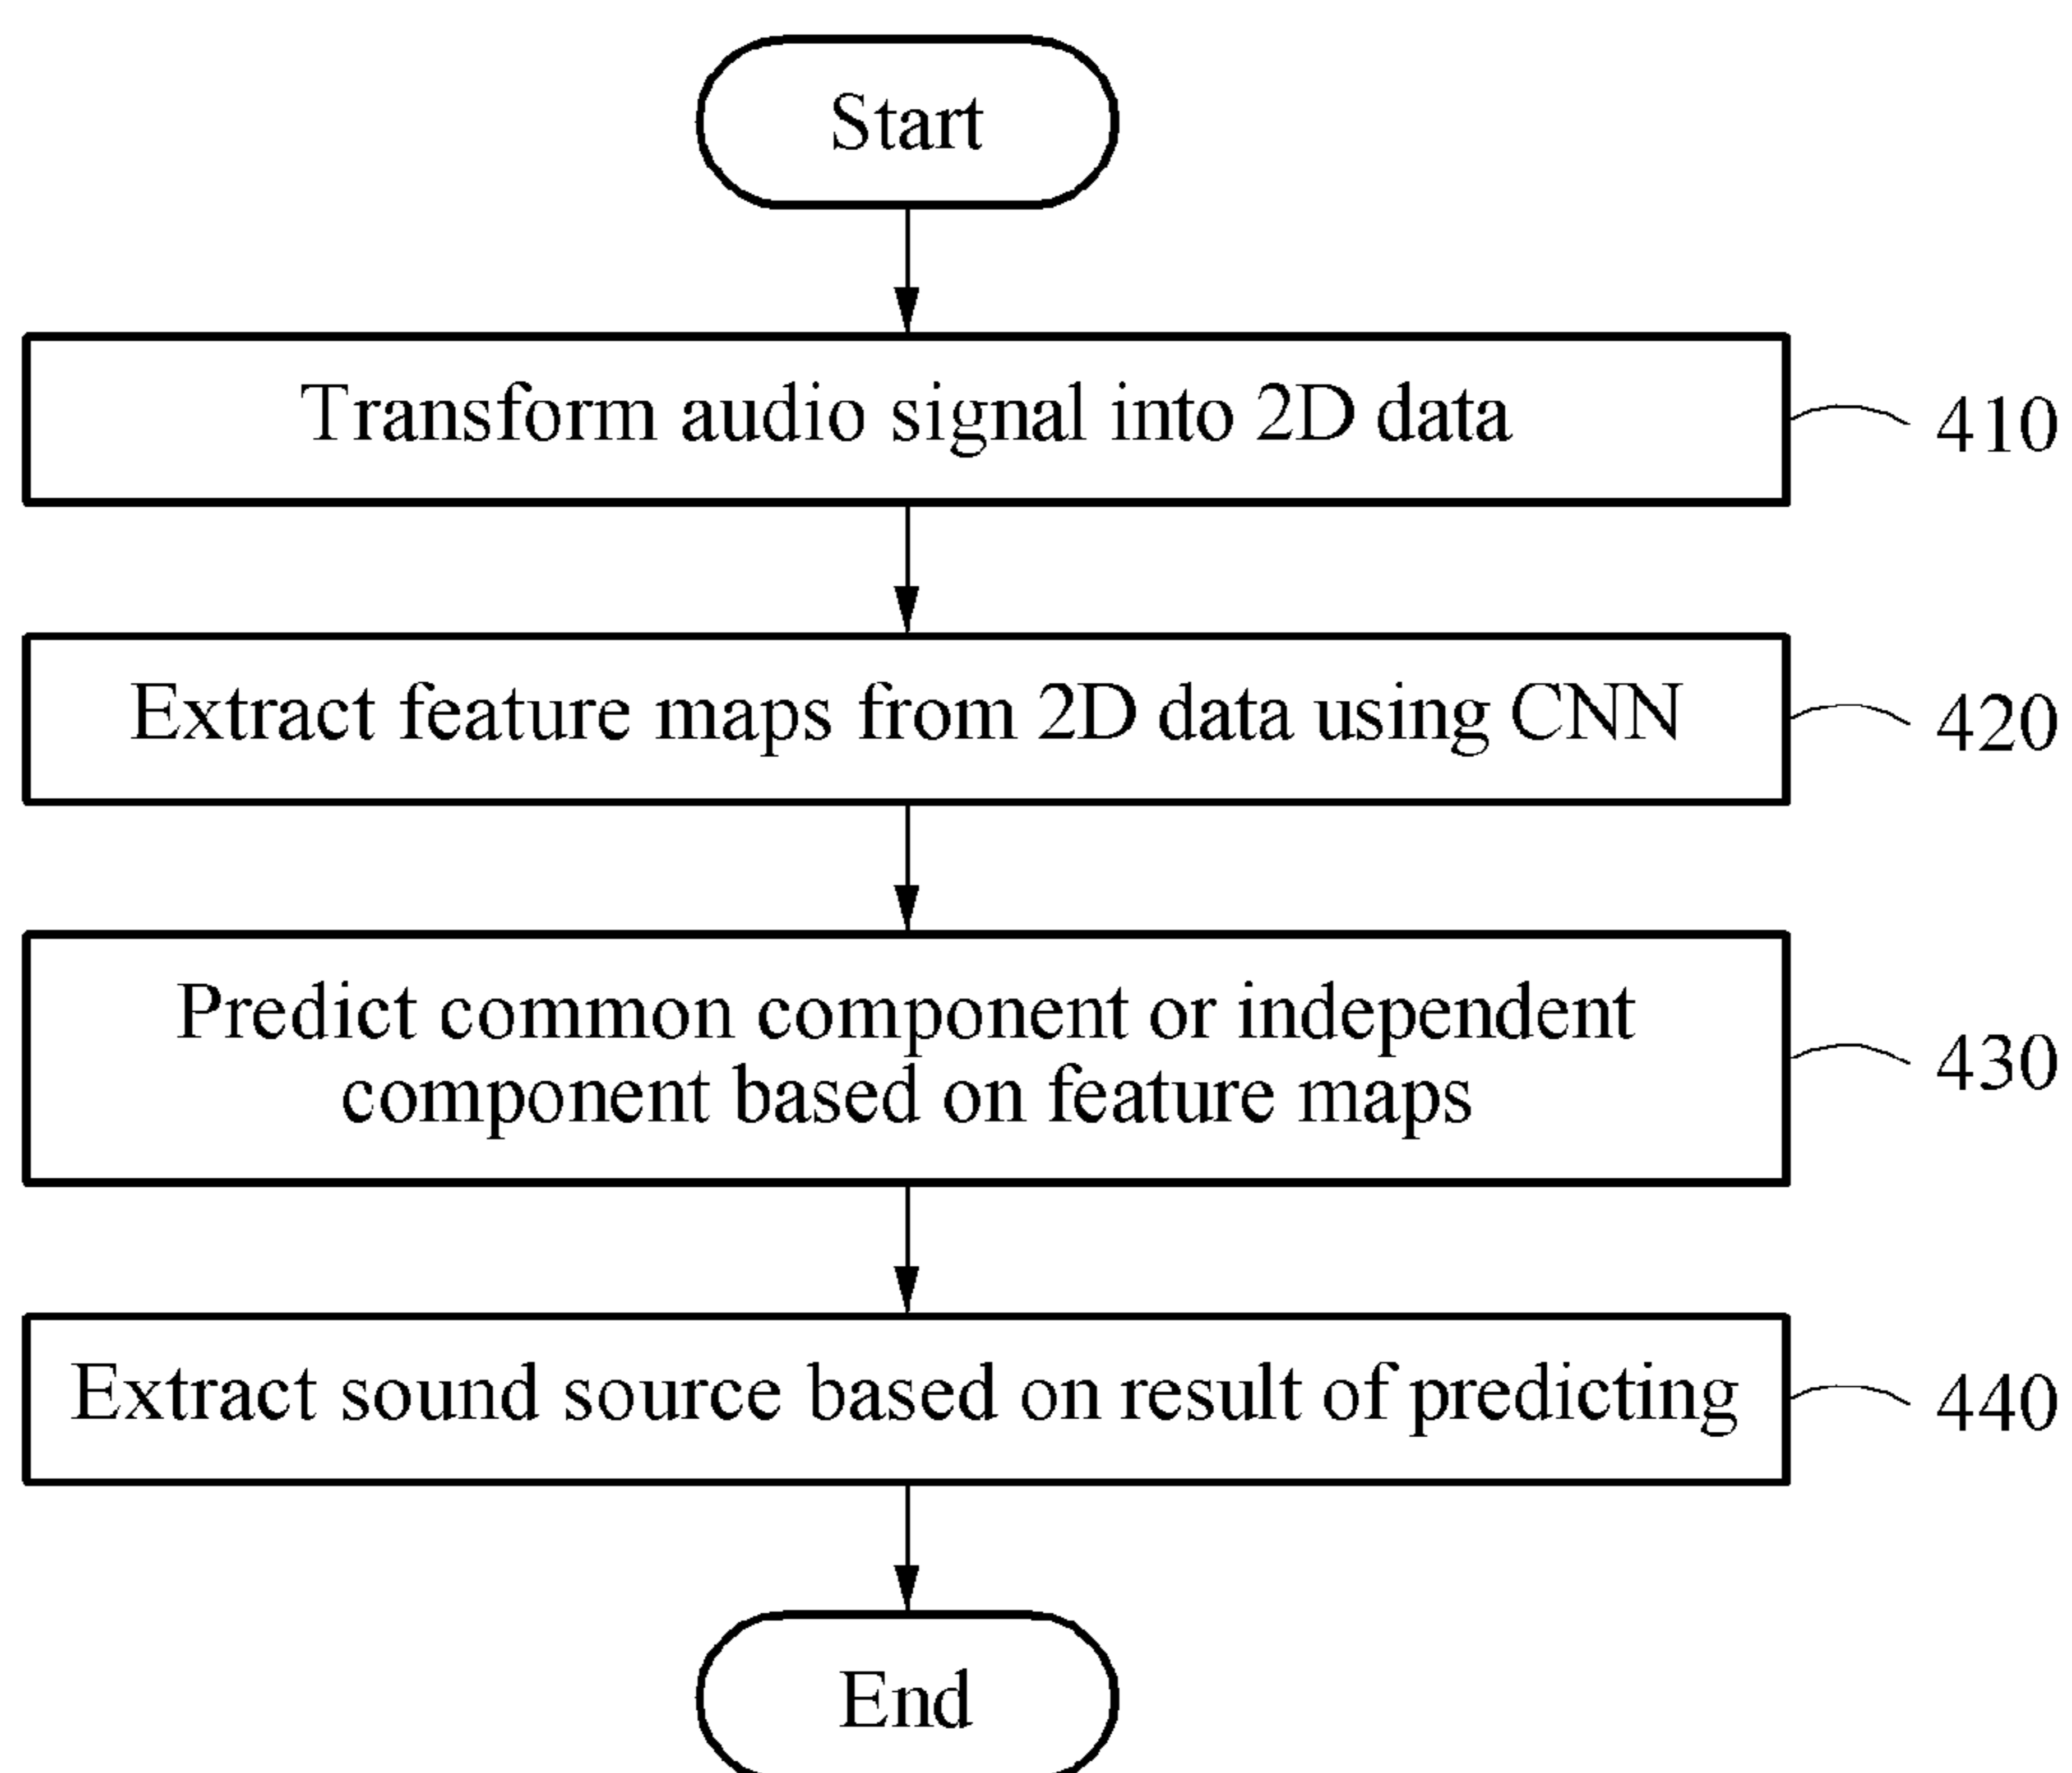 Start
Transform audio signal into 2D data
410
Extract feature maps from 2D data using CNN
420
Predict common component or independent
component based on feature maps
430
Extract sound source based on result of predicting
440
End